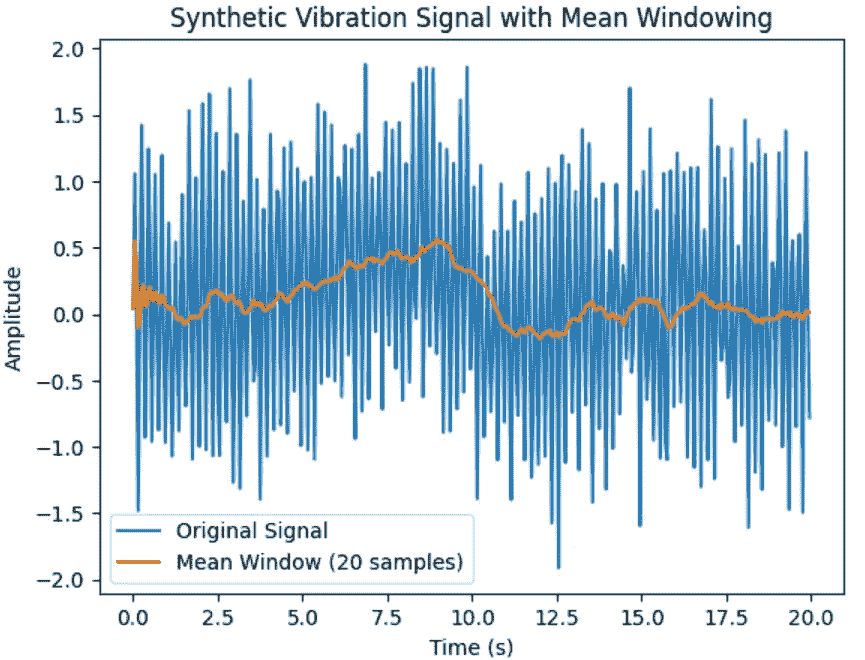 Synthetic Vibration Signal with Mean Windowing
2.0
1.5
1.0
0.5
0.0
−0.5
−1.0
−1.5
−2.0
Amplitude
Original Signal
Mean Window (20 samples)
0.0 2.5 5.0 7.5 10.0 12.5 15.0 17.5 20.0
Time (s)